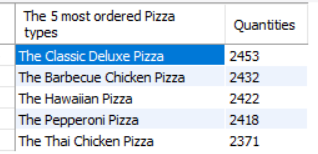 The 5 most ordered Pizza
types
Quantities
The Classic Deluxe Pizza 2453
The Barbecue Chicken Pizza 2432
The Hawaiian Pizza 2422
The Pepperoni Pizza 2418
The Thai Chicken Pizza 2371